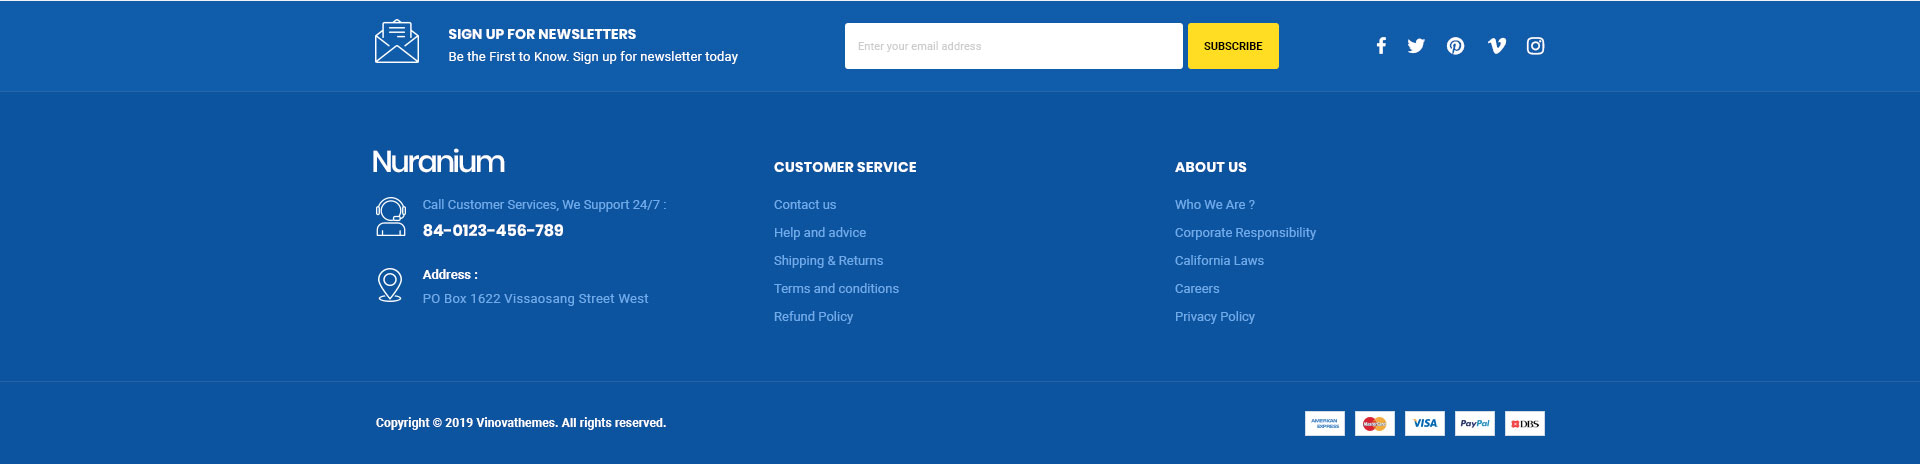 SIGN UP FOR NEWSLETTERS
Be the First to Know. Sign up for newsletter today
Enter your email address
SUBSCRIBE
Nuranium
Call Customer Services, We Support 24/7 :
84-0123-456-789
Address :
PO Box 1622 Vissaosang Street West
CUSTOMER SERVICE
Contact us
Help and advice
Shipping & Returns
Terms and conditions
Refund Policy
ABOUT US
Who We Are ?
Corporate Responsibility
California Laws
Careers
Privacy Policy
Copyright © 2019 Vinovathemes. All rights reserved.
AMERICAN
EXPRESS
MasterCard
VISA
PayPal
DBS